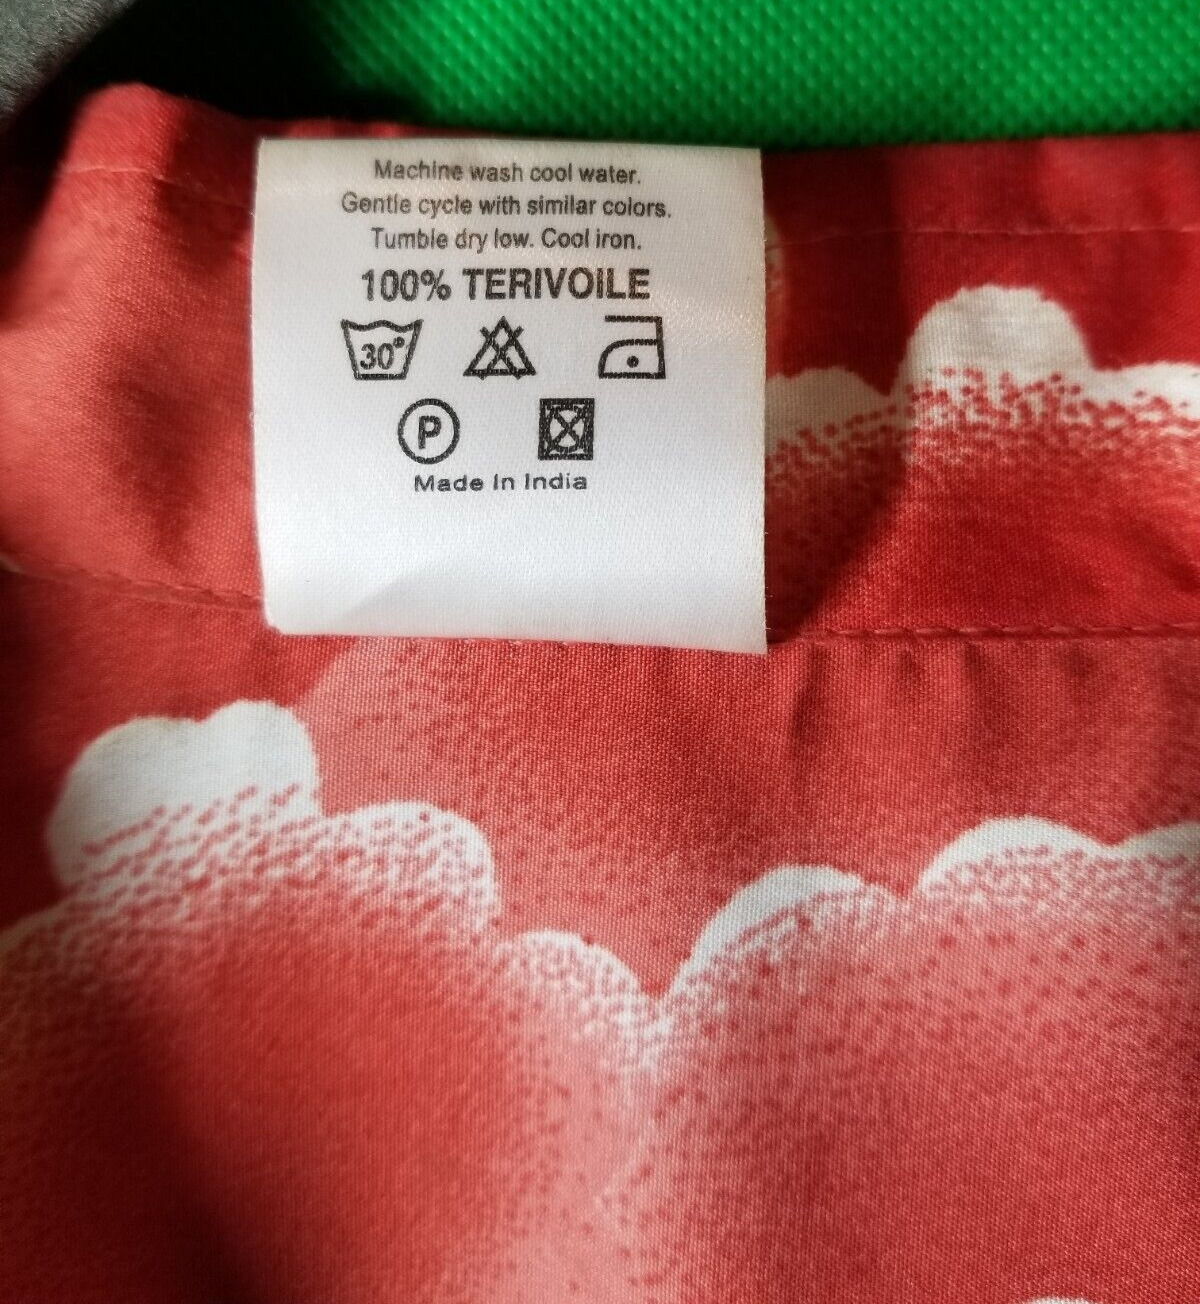 Machine wash cool water.
Gentle cycle with similar colors.
Tumble dry low. Cool iron.
100% TERIVOILE
30°
P
Made In India